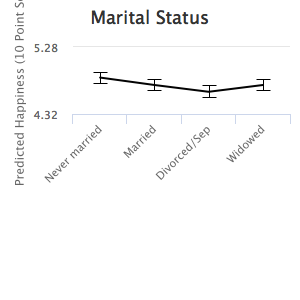 Marital Status
Predicted Happiness (10 Point
5.28
4.32
Never married
Married
Divorced/Sep
Widowed